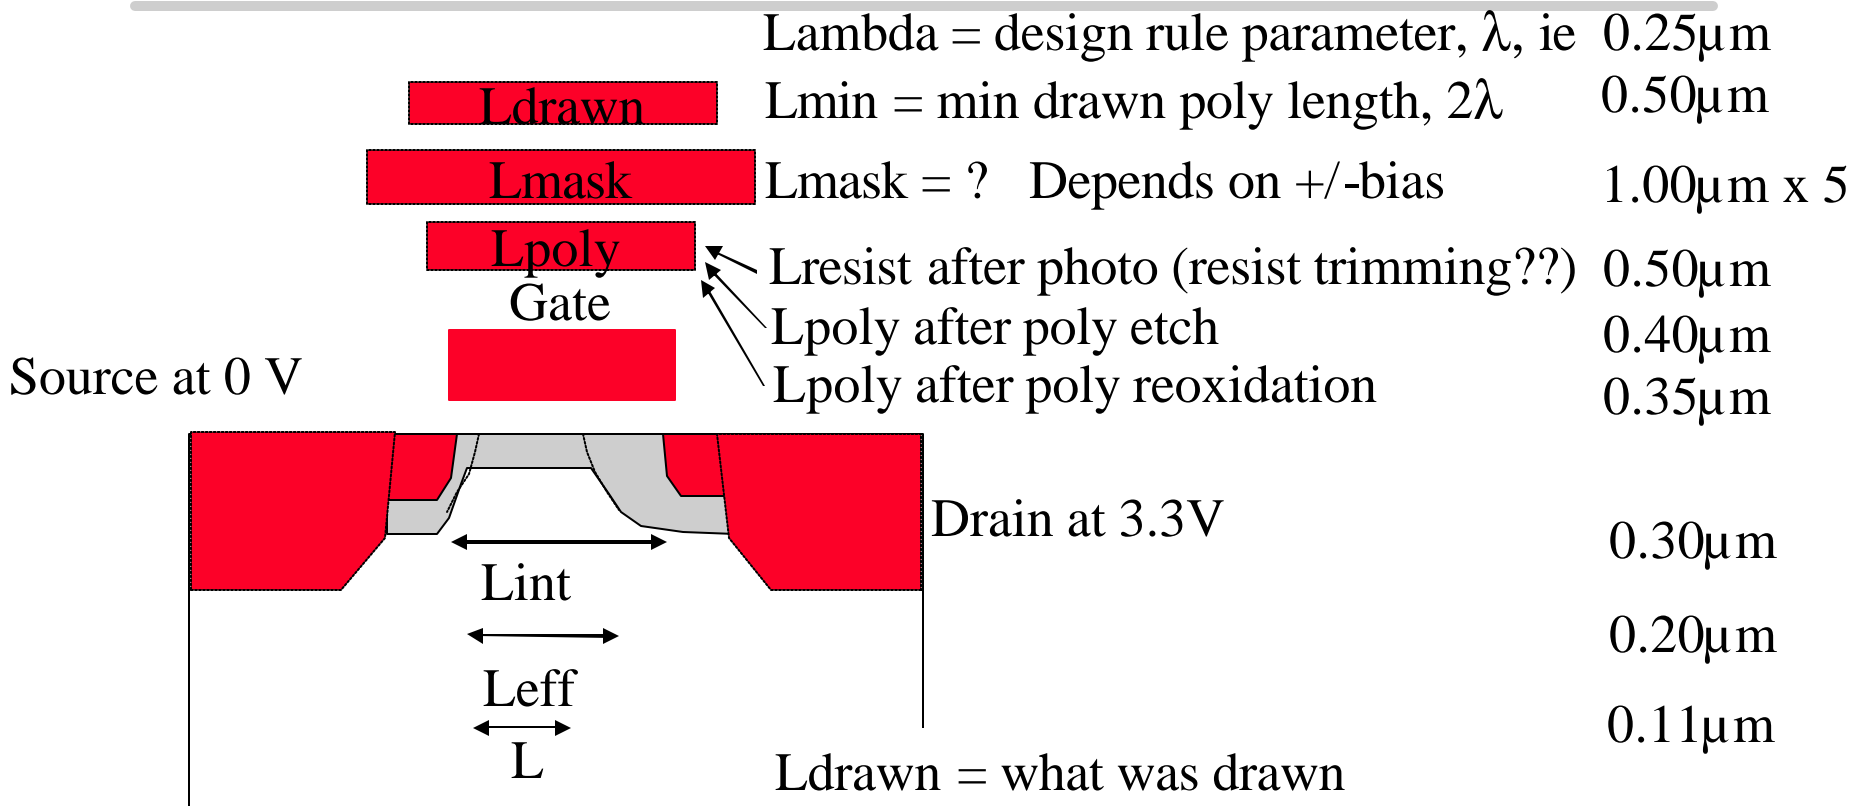 Lambda = design rule parameter, λ, ie 0.25µm
Ldrawn
Lmin = min drawn poly length, 2λ 0.50µm
Lmask
Lmask = ? Depends on +/-bias 1.00µm x 5
Lpoly
Lresist after photo (resist trimming??) 0.50µm
Gate
Lpoly after poly etch 0.40µm
Source at 0 V
Lpoly after poly reoxidation 0.35µm
Drain at 3.3V
0.30µm
Lint
0.20µm
Leff
0.11µm
L
Ldrawn = what was drawn